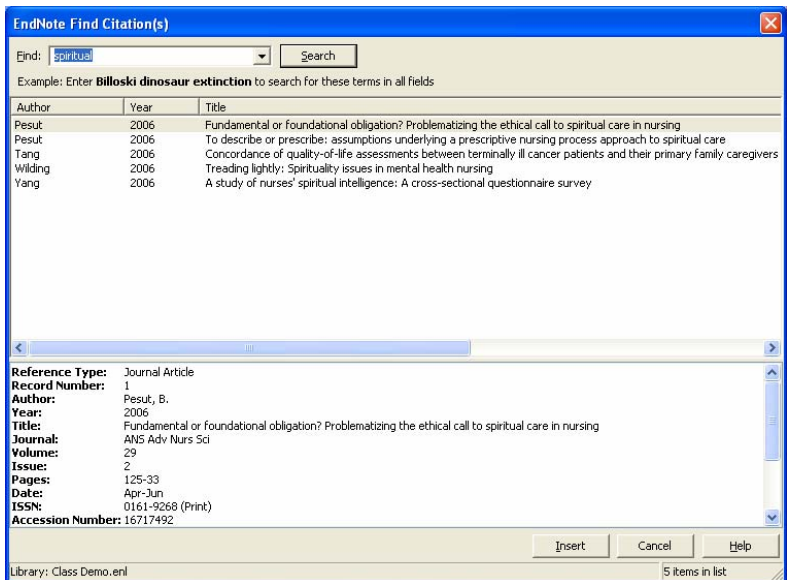 EndNote Find Citation(s)
Find: spiritual Search
Example: Enter Billoski dinosaur extinction to search for these terms in all fields
Author Year Title
Pesut 2006 Fundamental or foundational obligation? Problematizing the ethical call to spiritual care in nursing
Pesut 2006 To describe or prescribe: assumptions underlying a prescriptive nursing process approach to spiritual care
Tang 2006 Concordance of quality-of-life assessments between terminally ill cancer patients and their primary family caregivers
Wilding 2006 Treading lightly: Spirituality issues in mental health nursing
Yang 2006 A study of nurses' spiritual intelligence: A cross-sectional questionnaire survey
Reference Type: Journal Article
Record Number: 1
Author: Pesut, B.
Year: 2006
Title: Fundamental or foundational obligation? Problematizing the ethical call to spiritual care in nursing
Journal: ANS Adv Nurs Sci
Volume: 29
Issue: 2
Pages: 125-33
Date: Apr-Jun
ISSN: 0161-9268 (Print)
Accession Number: 16717492
Insert Cancel Help
Library: Class Demo.enl 5 items in list